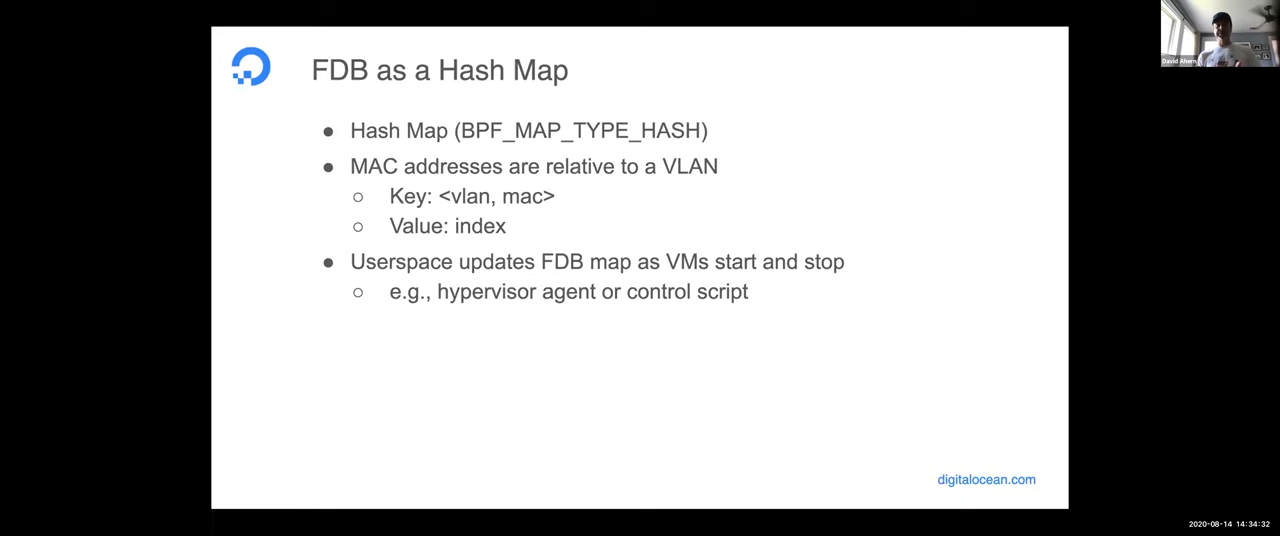 FDB as a Hash Map
● Hash Map (BPF_MAP_TYPE_HASH)
● MAC addresses are relative to a VLAN
○ Key: <vlan, mac>
○ Value: index
● Userspace updates FDB map as VMs start and stop
○ e.g., hypervisor agent or control script
digitalocean.com
David Ahern
2020-08-14 14:34:32